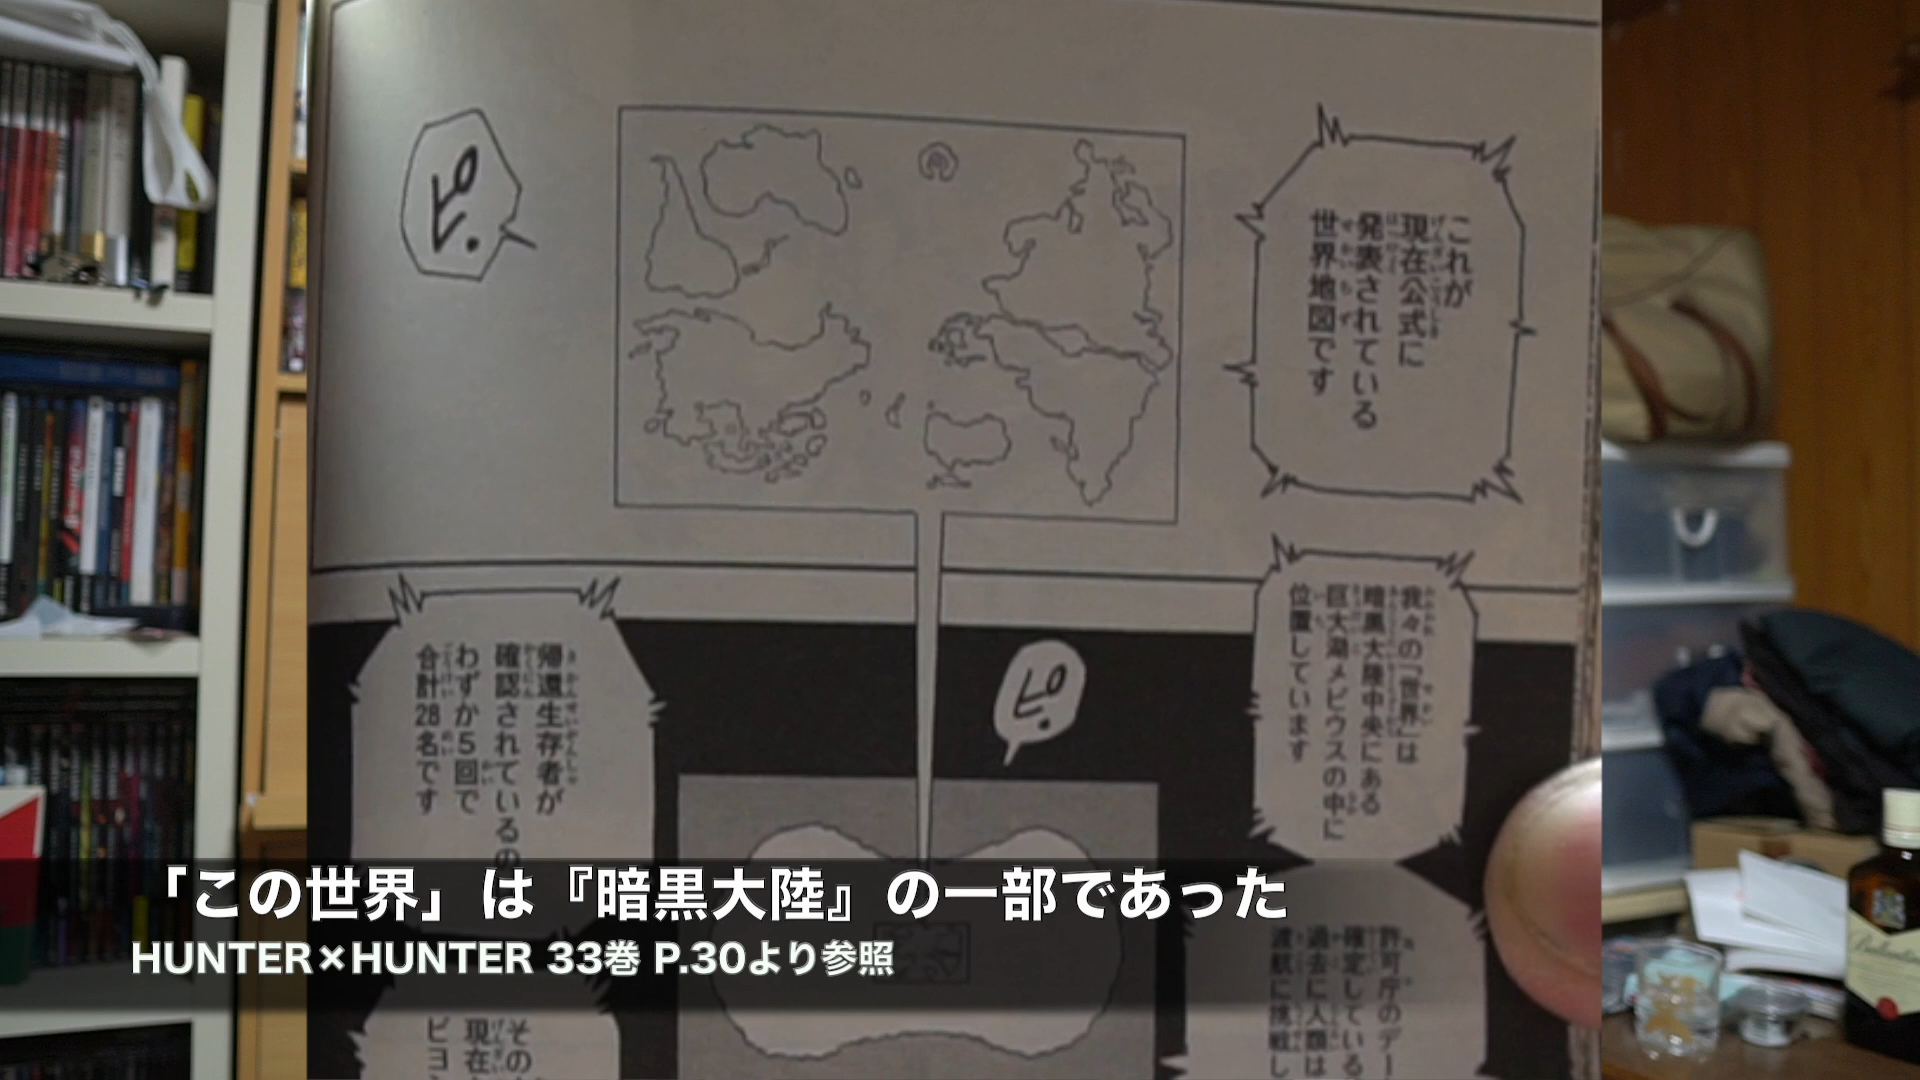 これが
現在公式に
発表されている
世界地図です
ピ
我々の「世界」は
暗黒大陸中央にある
巨大湖メビウスの中に
位置しています
ピ
帰還生存者が
確認されているの
わずか5回で
合計28名です
許可庁のデー
確定している
過去に人類は
渡航に挑戦し
その
現在
ビヨ
「この世界」は『暗黒大陸』の一部であった
HUNTER×HUNTER 33巻 P.30より参照